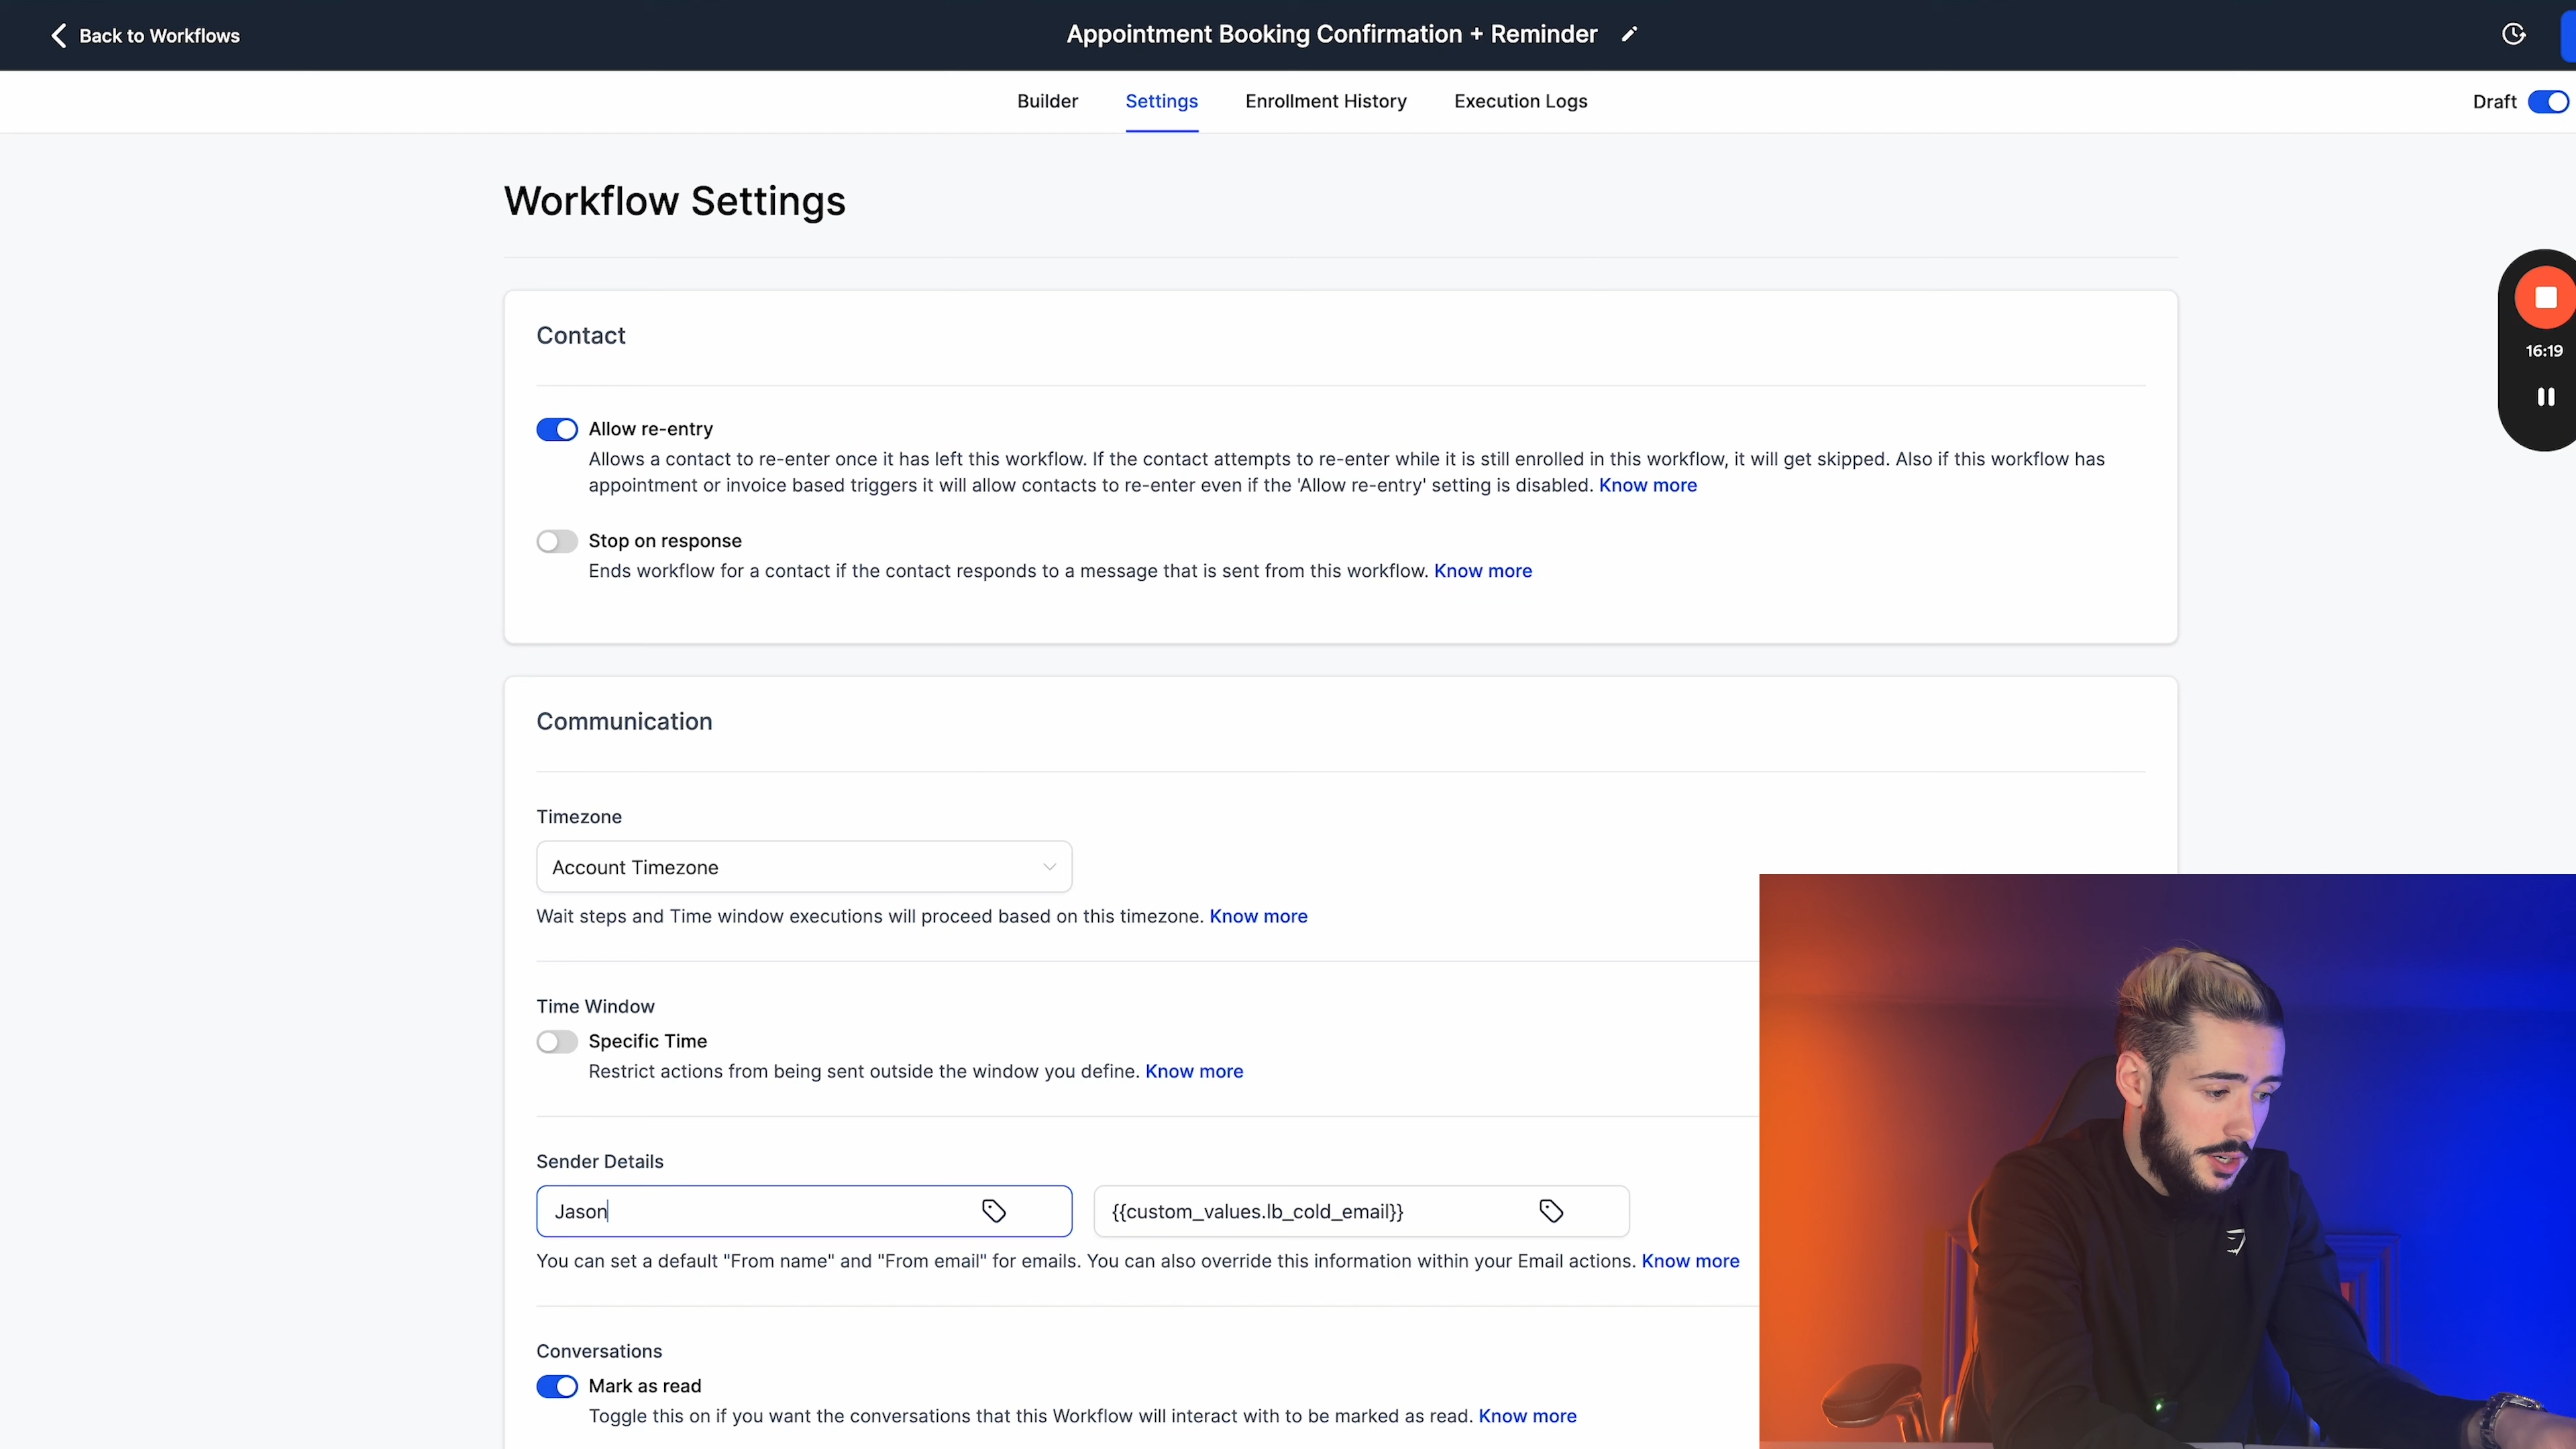 Back to Workflows
Appointment Booking Confirmation + Reminder
Builder
Settings
Enrollment History
Execution Logs
Draft
Workflow Settings
16:19
Contact
Allow re-entry
Allows a contact to re-enter once it has left this workflow. If the contact attempts to re-enter while it is still enrolled in this workflow, it will get skipped. Also if this workflow has
appointment or invoice based triggers it will allow contacts to re-enter even if the 'Allow re-entry' setting is disabled. Know more
Stop on response
Ends workflow for a contact if the contact responds to a message that is sent from this workflow. Know more
Communication
Timezone
Account Timezone
Wait steps and Time window executions will proceed based on this timezone. Know more
Time Window
Specific Time
Restrict actions from being sent outside the window you define. Know more
Sender Details
Jason
{{custom_values.lb_cold_email}}
You can set a default "From name" and "From email" for emails. You can also override this information within your Email actions. Know more
Conversations
Mark as read
Toggle this on if you want the conversations that this Workflow will interact with to be marked as read. Know more